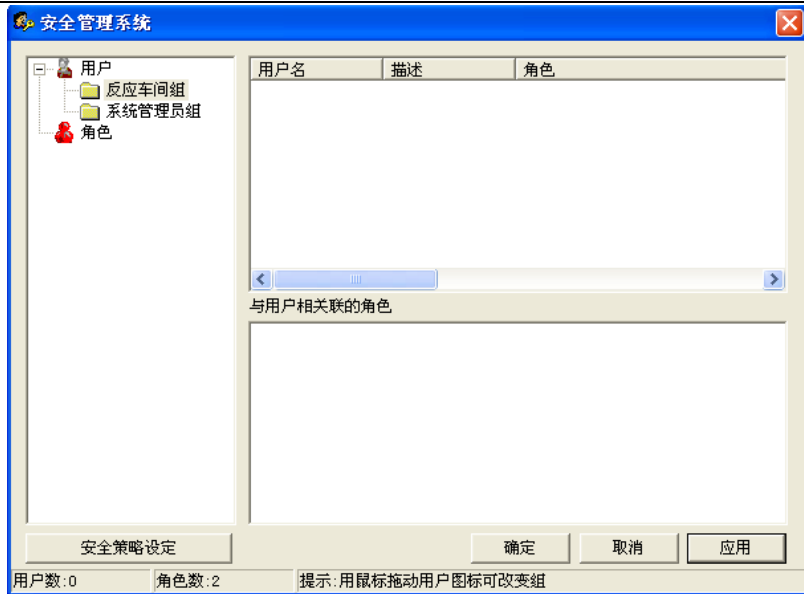 安全管理系统
用户
反应车间组
系统管理员组
角色
用户名 描述 角色
与用户相关联的角色
安全策略设定 确定 取消 应用
用户数:0 角色数:2 提示:用鼠标拖动用户图标可改变组